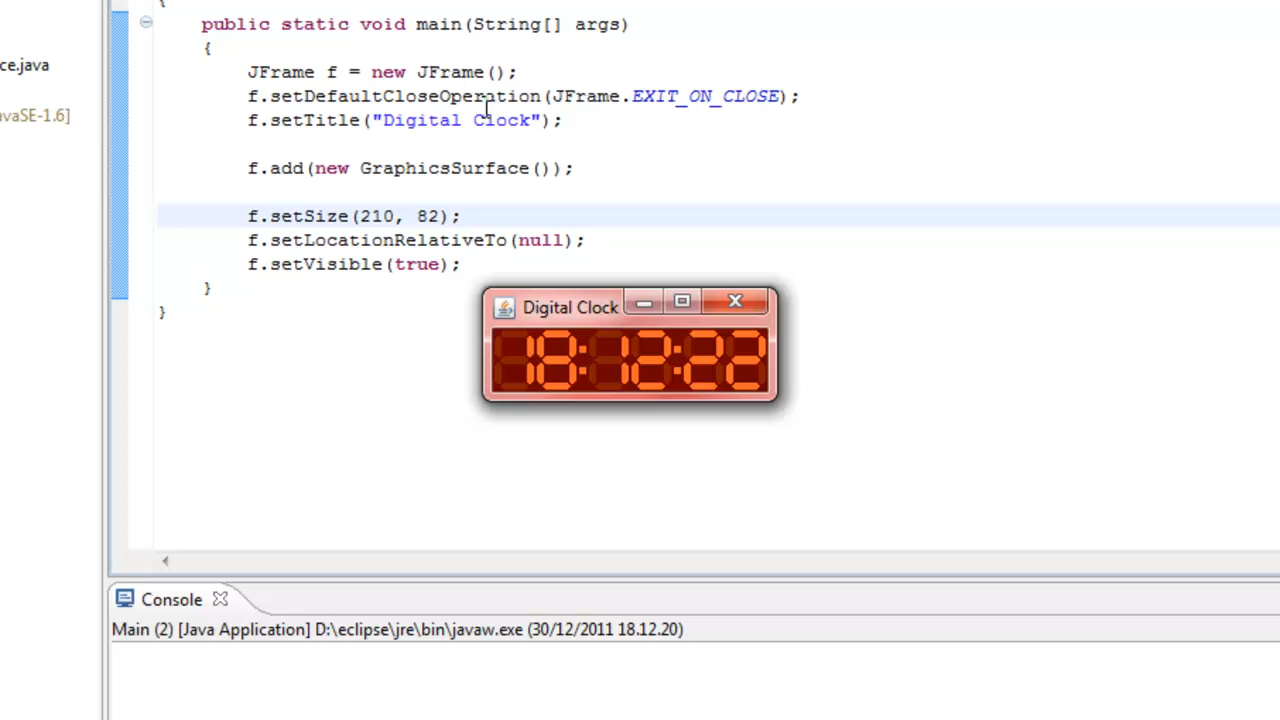 {
public static void main(String[] args)
ce.java
{
JFrame f = new JFrame();
f.setDefaultCloseOperation(JFrame.EXIT_ON_CLOSE);
vaSE-1.6]
f.setTitle("Digital Clock");
f.add(new GraphicsSurface());
f.setSize(210, 82);
f.setLocationRelativeTo(null);
f.setVisible(true);
}
}
Digital Clock
18:12:22
Console
Main (2) [Java Application] D:\eclipse\jre\bin\javaw.exe (30/12/2011 18.12.20)